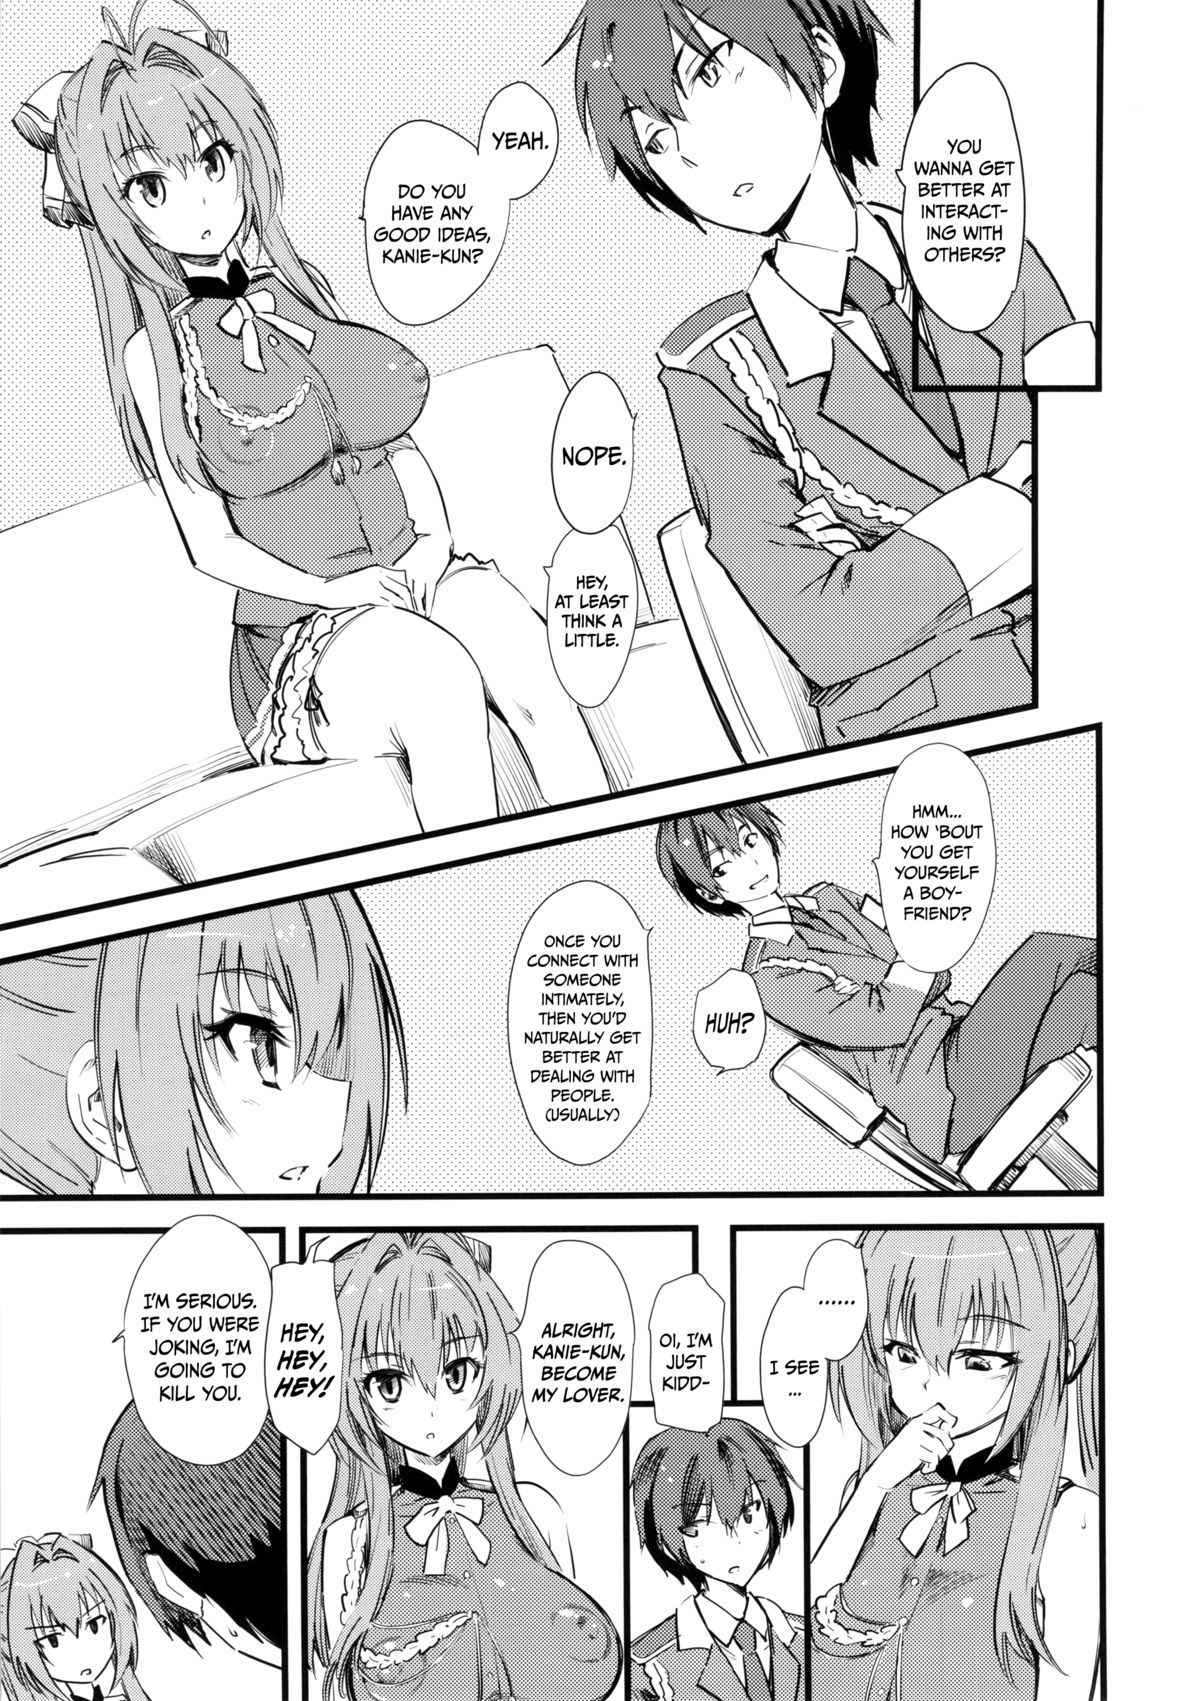 YOU
WANNA GET
BETTER AT
INTERACT-
ING WITH
OTHERS?
YEAH.
DO YOU
HAVE ANY
GOOD IDEAS,
KANIE-KUN?
NOPE.
HEY,
AT LEAST
THINK A
LITTLE.
HMM...
HOW 'BOUT
YOU GET
YOURSELF
A BOY-
FRIEND?
HUH?
ONCE YOU
CONNECT WITH
SOMEONE
INTIMATELY,
THEN YOU'D
NATURALLY GET
BETTER AT
DEALING WITH
PEOPLE.
(USUALLY)
......
I SEE
...
OI, I'M
JUST
KIDD-
ALRIGHT,
KANIE-KUN,
BECOME
MY LOVER.
HEY,
HEY,
HEY!
I'M SERIOUS.
IF YOU WERE
JOKING, I'M
GOING TO
KILL YOU.